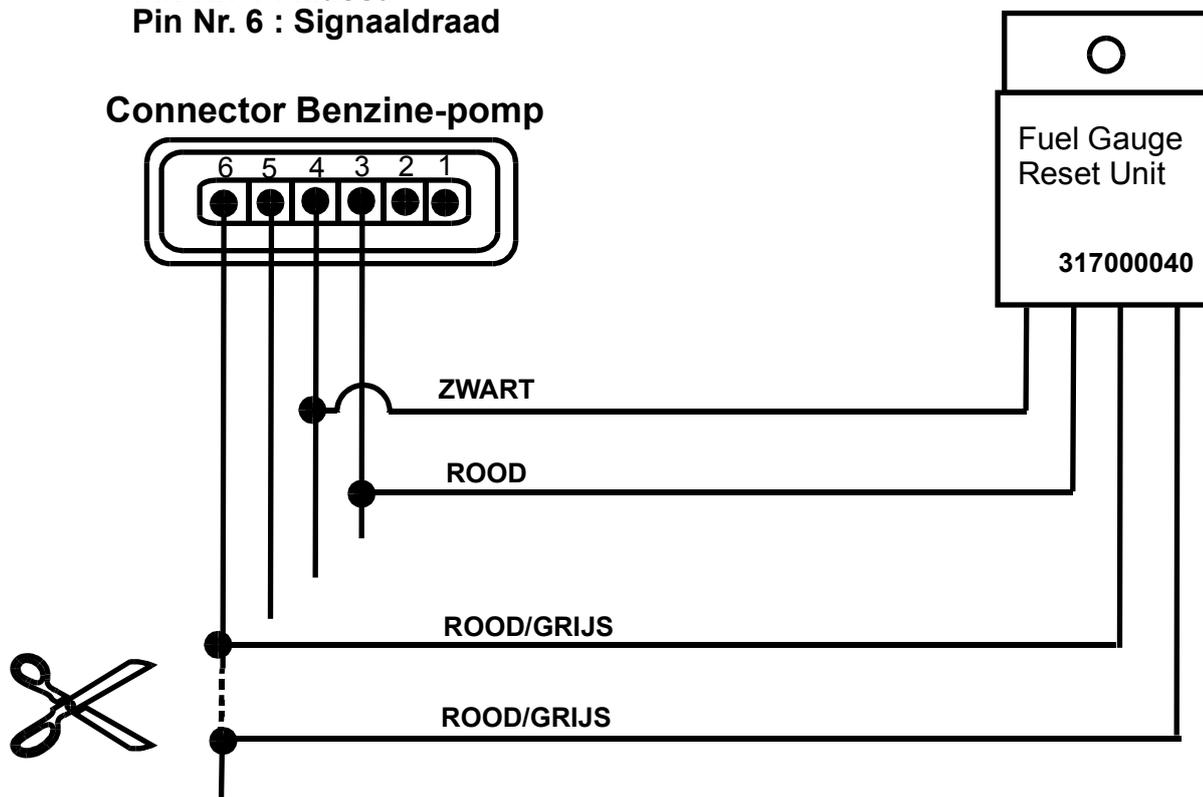 Pin Nr. 6 : Signaaldraad
Connector Benzine-pomp
6 5 4 3 2 1
Fuel Gauge
Reset Unit
317000040
ZWART
ROOD
ROOD/GRIJS
ROOD/GRIJS